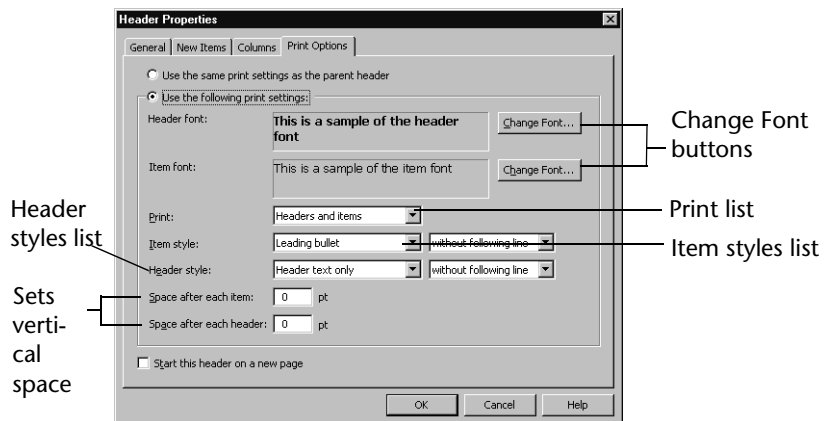 Header Properties
General New Items Columns Print Options
Use the same print settings as the parent header
Use the following print settings:
Header font:
This is a sample of the header
font
Change Font...
Item font:
This is a sample of the item font
Change Font...
Print:
Headers and items
Item style:
Leading bullet
without following line
Header style:
Header text only
without following line
Space after each item:
0 pt
Space after each header:
0 pt
Start this header on a new page
OK Cancel Help
Header
styles list
Sets
verti-
cal
space
Change Font
buttons
Print list
Item styles list